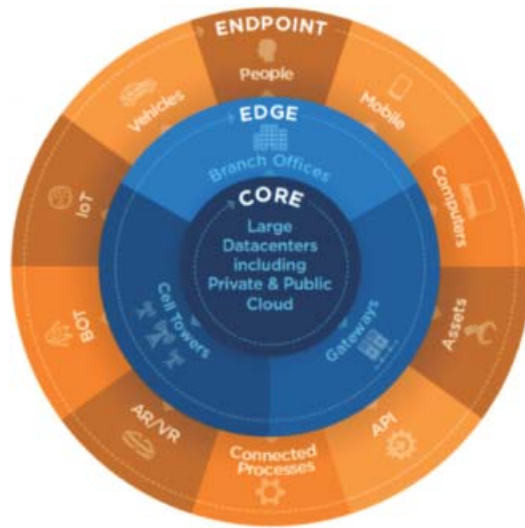 ENDPOINT
People
Mobile
Computers
Assets
API
Connected
Processes
AR/VR
BOT
IoT
Vehicles
EDGE
Branch Offices
Gateways
Cell Towers
CORE
Large
Datacenters
including
Private & Public
Cloud